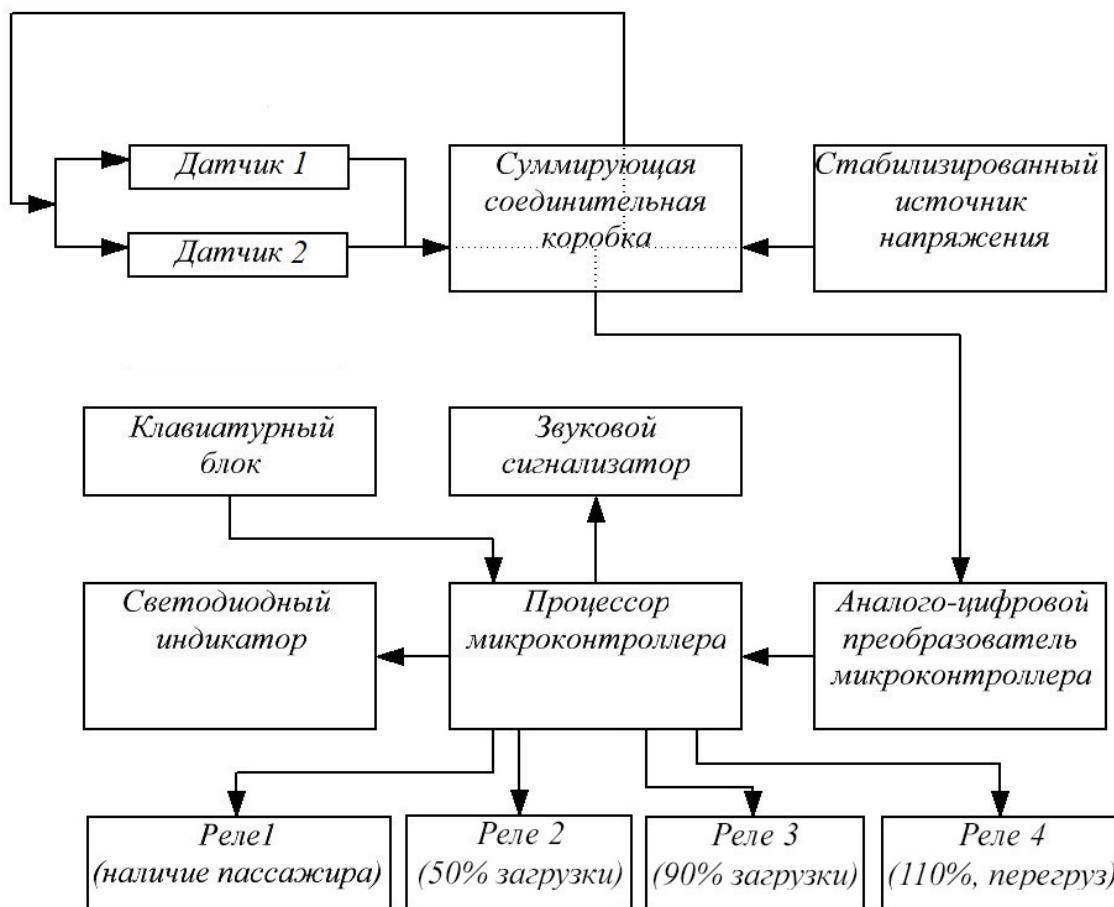 Датчик 1
Датчик 2
Суммирующая
соединительная
коробка
Стабилизированный
источник
напряжения
Клавиатурный
блок
Звуковой
сигнализатор
Светодиодный
индикатор
Процессор
микроконтроллера
Аналого-цифровой
преобразователь
микроконтроллера
Реле1
(наличие пассажира)
Реле 2
(50% загрузки)
Реле 3
(90% загрузки)
Реле 4
(110%, перегруз)